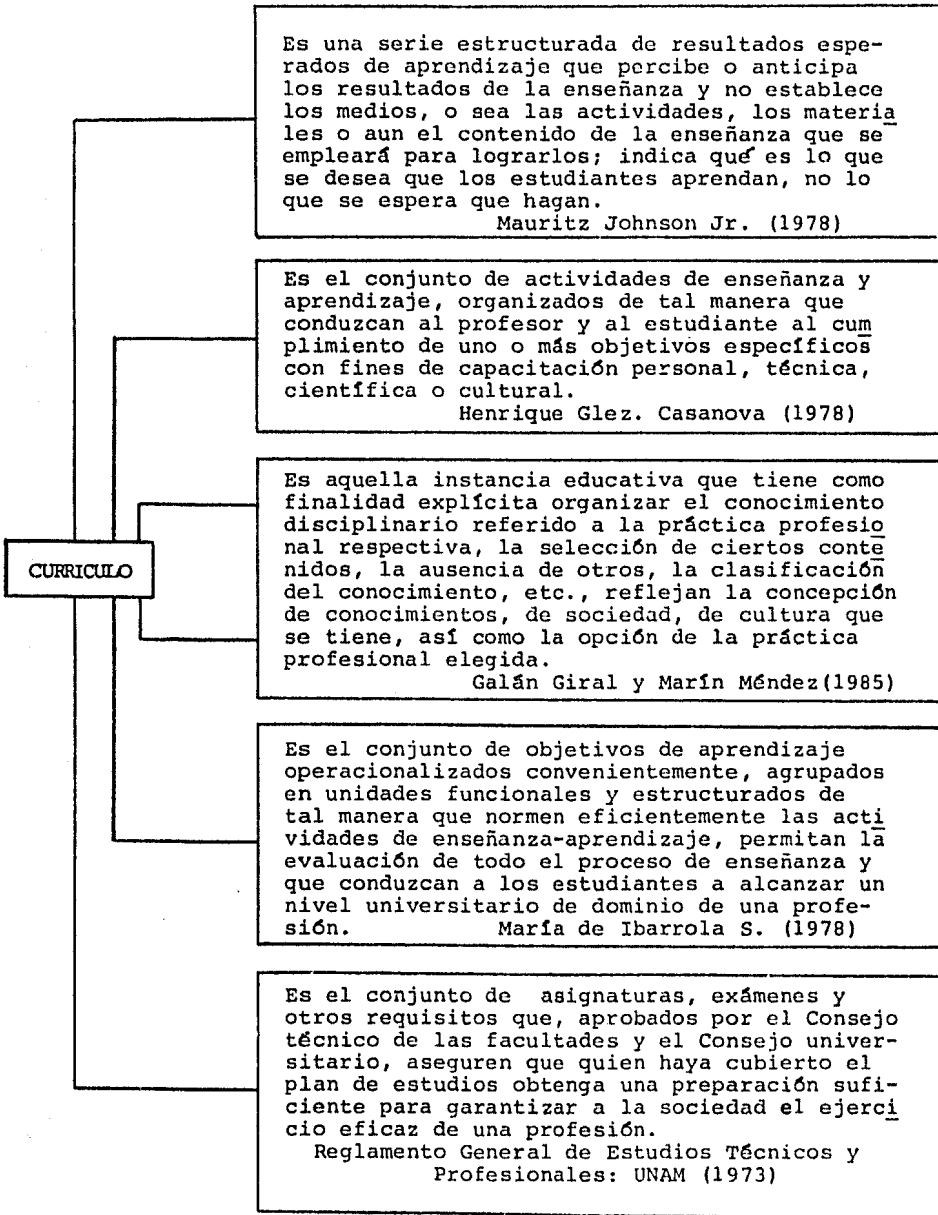 Es una serie estructurada de resultados espe-
rados de aprendizaje que percibe o anticipa
los resultados de la enseñanza y no establece
los medios, o sea las actividades, los materia
les o aun el contenido de la enseñanza que se
empleará para lograrlos; indica qué es lo que
se desea que los estudiantes aprendan, no lo
que se espera que hagan.
Mauritz Johnson Jr. (1978)
Es el conjunto de actividades de enseñanza y
aprendizaje, organizados de tal manera que
conduzcan al profesor y al estudiante al cum
plimiento de uno o más objetivos específicos
con fines de capacitación personal, técnica,
científica o cultural.
Henrique Glez. Casanova (1978)
Es aquella instancia educativa que tiene como
finalidad explícita organizar el conocimiento
disciplinario referido a la práctica profesio
nal respectiva, la selección de ciertos conte
nidos, la ausencia de otros, la clasificación
del conocimiento, etc., reflejan la concepción
de conocimientos, de sociedad, de cultura que
se tiene, así como la opción de la práctica
profesional elegida.
Galán Giral y Marín Méndez(1985)
CURRICULO
Es el conjunto de objetivos de aprendizaje
operacionalizados convenientemente, agrupados
en unidades funcionales y estructurados de
tal manera que normen eficientemente las acti
vidades de enseñanza-aprendizaje, permitan la
evaluación de todo el proceso de enseñanza y
que conduzcan a los estudiantes a alcanzar un
nivel universitario de dominio de una profe-
sión. María de Ibarrola S. (1978)
Es el conjunto de asignaturas, exámenes y
otros requisitos que, aprobados por el Consejo
técnico de las facultades y el Consejo univer-
sitario, aseguren que quien haya cubierto el
plan de estudios obtenga una preparación sufi-
ciente para garantizar a la sociedad el ejerci
cio eficaz de una profesión.
Reglamento General de Estudios Técnicos y
Profesionales: UNAM (1973)